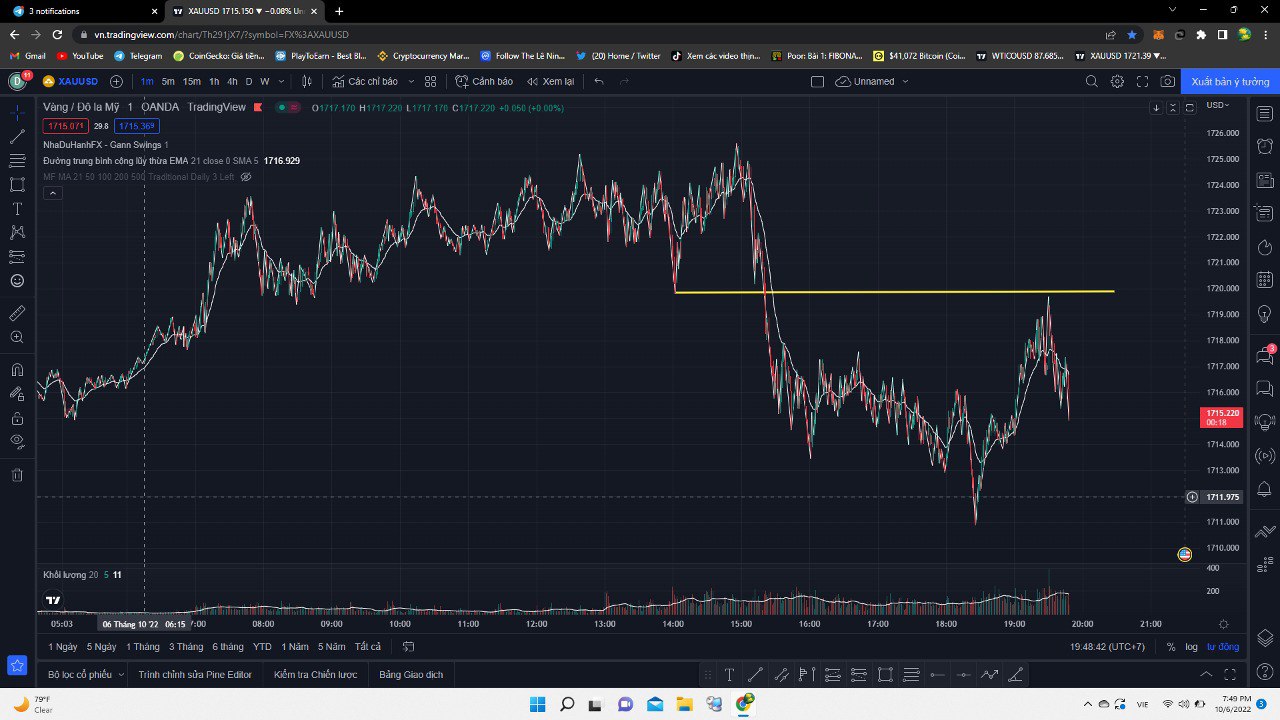 3 notifications
XAUUSD 1715.150 ▼ −0.08% Un
vn.tradingview.com/chart/Th291jX7/?symbol=FX%3AXAUUSD
Gmail YouTube Telegram CoinGecko: Giá tiền... PlayToEarn - Best Bl... Cryptocurrency Mar... Follow The Lê Nin... (20) Home / Twitter Xem các video thịn... Poor: Bài 1: FIBONA... $41,072 Bitcoin (Coi... WTICOUSD 87.685... XAUUSD 1721.39 ▼...
D 11 XAUUSD 1m 5m 15m 1h 4h D W Các chỉ báo Cảnh báo Xem lại Unnamed Xuất bản ý tưởng
Vàng / Đô la Mỹ 1 OANDA TradingView O1717.170 H1717.220 L1717.170 C1717.220 +0.050 (+0.00%)
USD
1715.071 29.8 1715.369
NhaDuHanhFX - Gann Swings 1
Đường trung bình cộng lũy thừa EMA 21 close 0 SMA 5 1716.929
MF MA 21 50 100 200 500 Traditional Daily 3 Left
1726.000
1725.000
1724.000
1723.000
1722.000
1721.000
1720.000
1719.000
1718.000
1717.000
1716.000
1715.220
00:18
1714.000
1713.000
1711.975
1711.000
1710.000
3
Khối lượng 20 5 11
400
200
05:03 06 Tháng 10 '22 06:15 7:00 08:00 09:00 10:00 11:00 12:00 13:00 14:00 15:00 16:00 17:00 18:00 19:00 20:00 21:00
1 Ngày 5 Ngày 1 Tháng 3 Tháng 6 tháng YTD 1 Năm 5 Năm Tất cả 19:48:42 (UTC+7) % log tự động
Bộ lọc cổ phiếu Trình chỉnh sửa Pine Editor Kiểm tra Chiến lược Bảng Giao dịch
79°F
Clear
VIE
7:49 PM
10/6/2022
3